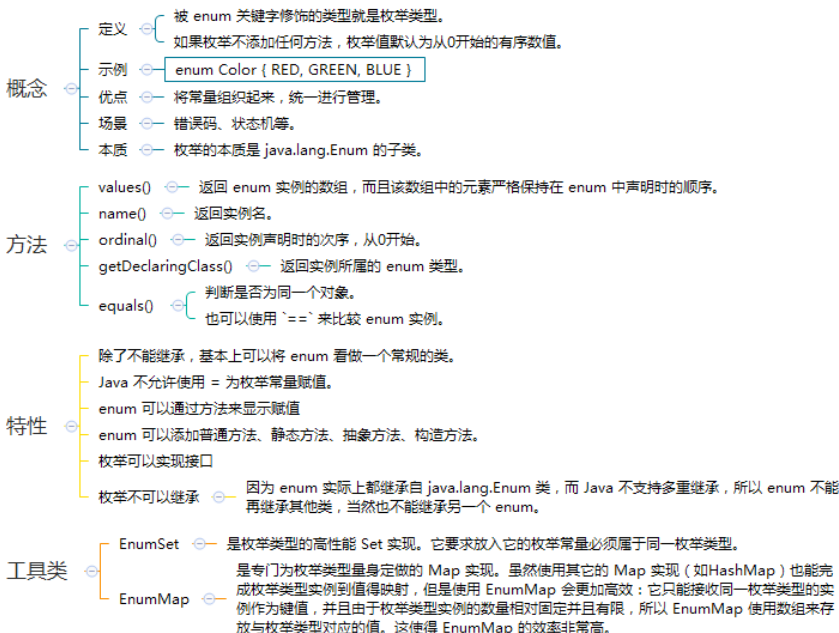 概念
定义
被 enum 关键字修饰的类型就是枚举类型。
如果枚举不添加任何方法，枚举值默认为从0开始的有序数值。
示例
enum Color { RED, GREEN, BLUE }
优点
将常量组织起来，统一进行管理。
场景
错误码、状态机等。
本质
枚举的本质是 java.lang.Enum 的子类。
方法
values()
返回 enum 实例的数组，而且该数组中的元素严格保持在 enum 中声明时的顺序。
name()
返回实例名。
ordinal()
返回实例声明时的次序，从0开始。
getDeclaringClass()
返回实例所属的 enum 类型。
equals()
判断是否为同一个对象。
也可以使用 `==` 来比较 enum 实例。
特性
除了不能继承，基本上可以将 enum 看做一个常规的类。
Java 不允许使用 = 为枚举常量赋值。
enum 可以通过方法来显示赋值
enum 可以添加普通方法、静态方法、抽象方法、构造方法。
枚举可以实现接口
枚举不可以继承
因为 enum 实际上都继承自 java.lang.Enum 类，而 Java 不支持多重继承，所以 enum 不能
再继承其他类，当然也不能继承另一个 enum。
工具类
EnumSet
是枚举类型的高性能 Set 实现。它要求放入它的枚举常量必须属于同一枚举类型。
EnumMap
是专门为枚举类型量身定做的 Map 实现。虽然使用其它的 Map 实现（如HashMap）也能完
成枚举类型实例到值得映射，但是使用 EnumMap 会更加高效：它只能接收同一枚举类型的实
例作为键值，并且由于枚举类型实例的数量相对固定并且有限，所以 EnumMap 使用数组来存
放与枚举类型对应的值。这使得 EnumMap 的效率非常高。